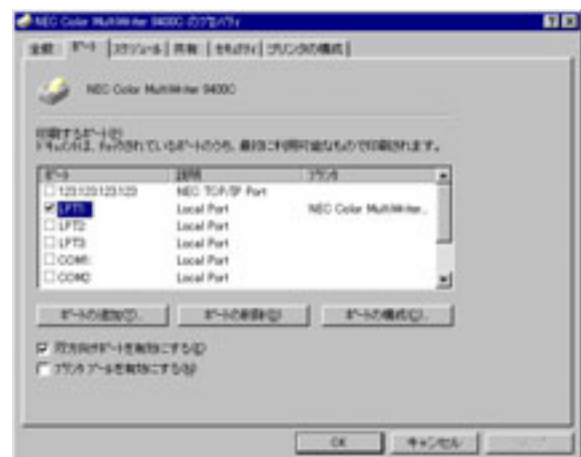 NEC Color MultiWriter 9400C のプロパティ
全般 ポート スケジュール 共有 セキュリティ プリンタの構成
NEC Color MultiWriter 9400C
印刷するポート(P)
ドキュメントは、チェックされているポートのうち、最初に利用可能なもので印刷されます。
ポート 説明 プリンタ
123.123.123.123 NEC TCP/IP Port
LPT1: Local Port NEC Color MultiWriter...
LPT2: Local Port
LPT3: Local Port
COM1: Local Port
COM2: Local Port
ポートの追加(T)... ポートの削除(D) ポートの構成(C)...
双方向サポートを有効にする(E)
プリンタ プールを有効にする(N)
OK キャンセル